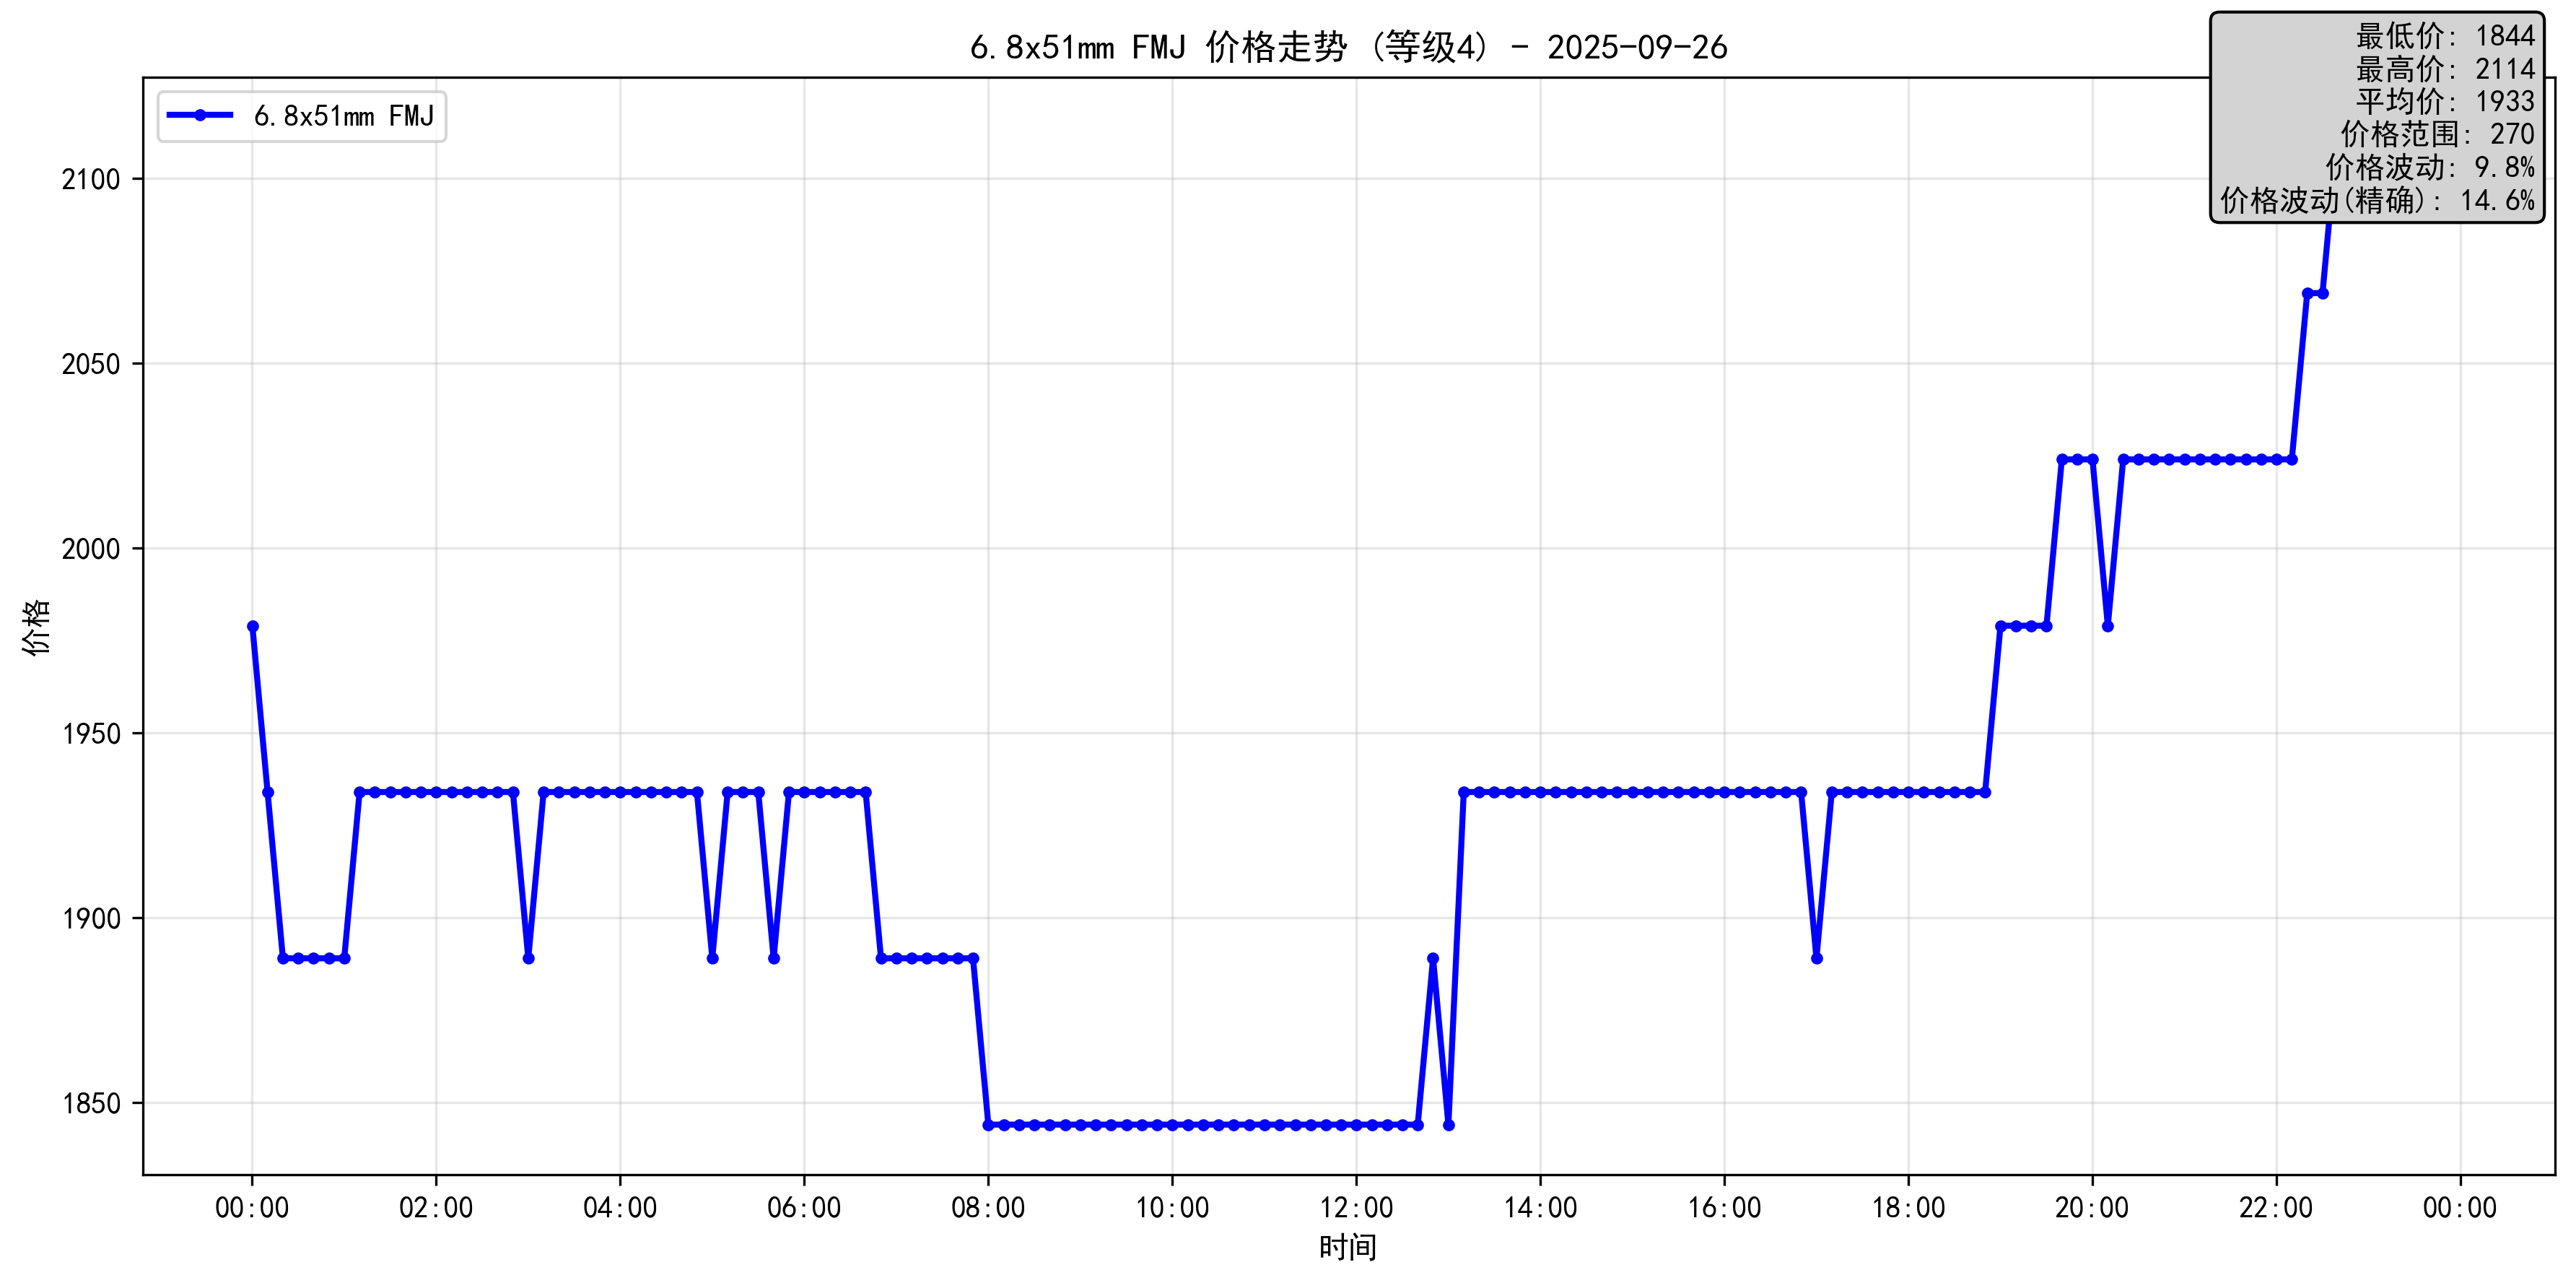 6.8x51mm FMJ 价格走势 (等级4) - 2025-09-26
最低价: 1844
最高价: 2114
平均价: 1933
价格范围: 270
价格波动: 9.8%
价格波动(精确): 14.6%
6.8x51mm FMJ
2100
2050
2000
1950
1900
1850
价格
00:00 02:00 04:00 06:00 08:00 10:00 12:00 14:00 16:00 18:00 20:00 22:00 00:00
时间